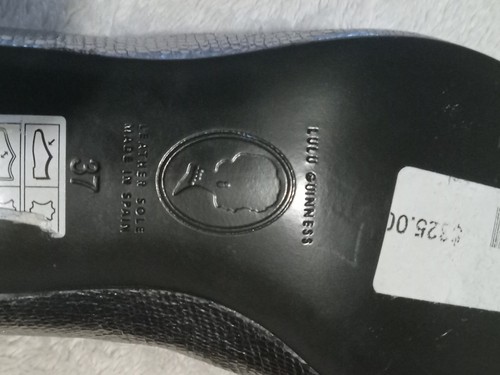 LULU GUINNESS
LEATHER SOLE
MADE IN SPAIN
37
£325.00